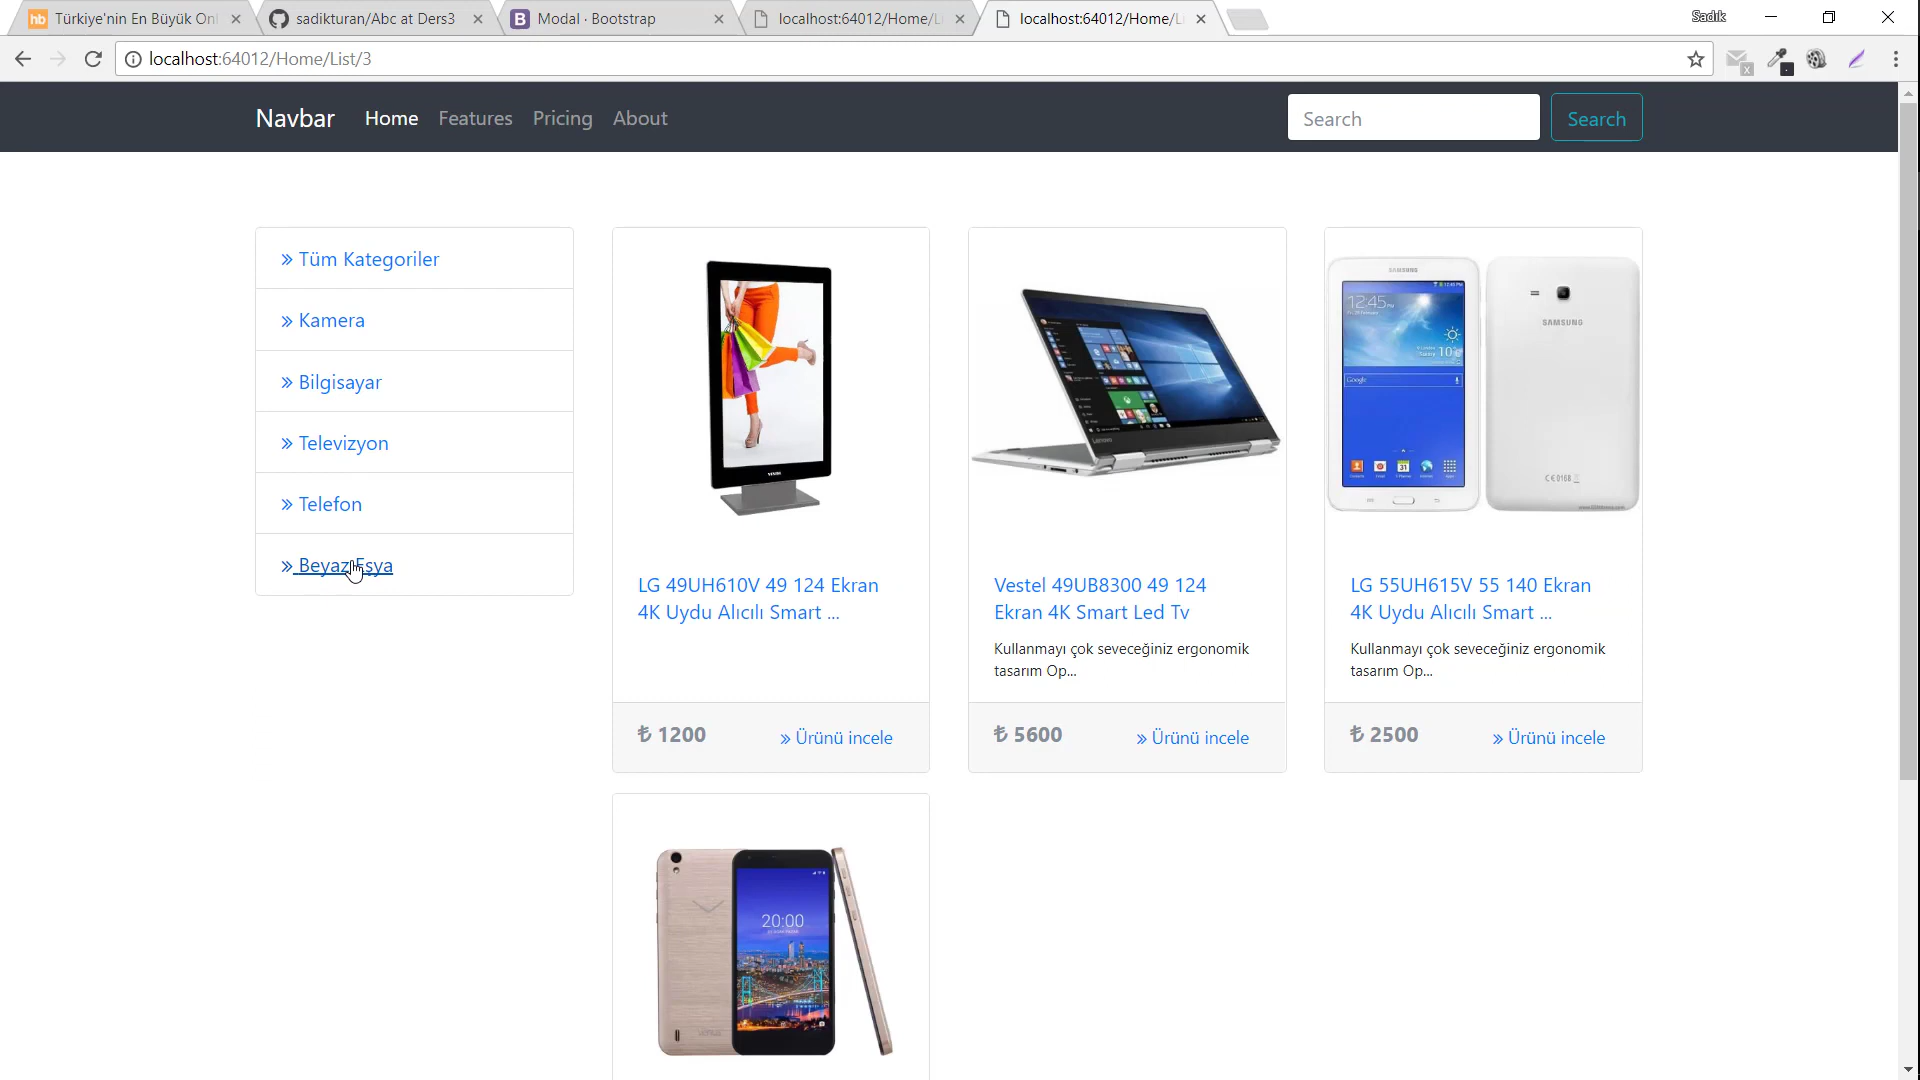 Türkiye'nin En Büyük Onl
sadikturan/Abc at Ders3
Modal · Bootstrap
localhost:64012/Home/Li
localhost:64012/Home/Li
Sadık
localhost:64012/Home/List/3
Navbar
Home
Features
Pricing
About
Search
Search
» Tüm Kategoriler
» Kamera
» Bilgisayar
» Televizyon
» Telefon
» Beyaz Eşya
SAMSUNG
12:45
Google
SAMSUNG
Lenovo
LG 49UH610V 49 124 Ekran
4K Uydu Alıcılı Smart ...
₺ 1200
» Ürünü incele
Vestel 49UB8300 49 124
Ekran 4K Smart Led Tv
Kullanmayı çok seveceğiniz ergonomik
tasarım Op...
₺ 5600
» Ürünü incele
LG 55UH615V 55 140 Ekran
4K Uydu Alıcılı Smart ...
Kullanmayı çok seveceğiniz ergonomik
tasarım Op...
₺ 2500
» Ürünü incele
20:00